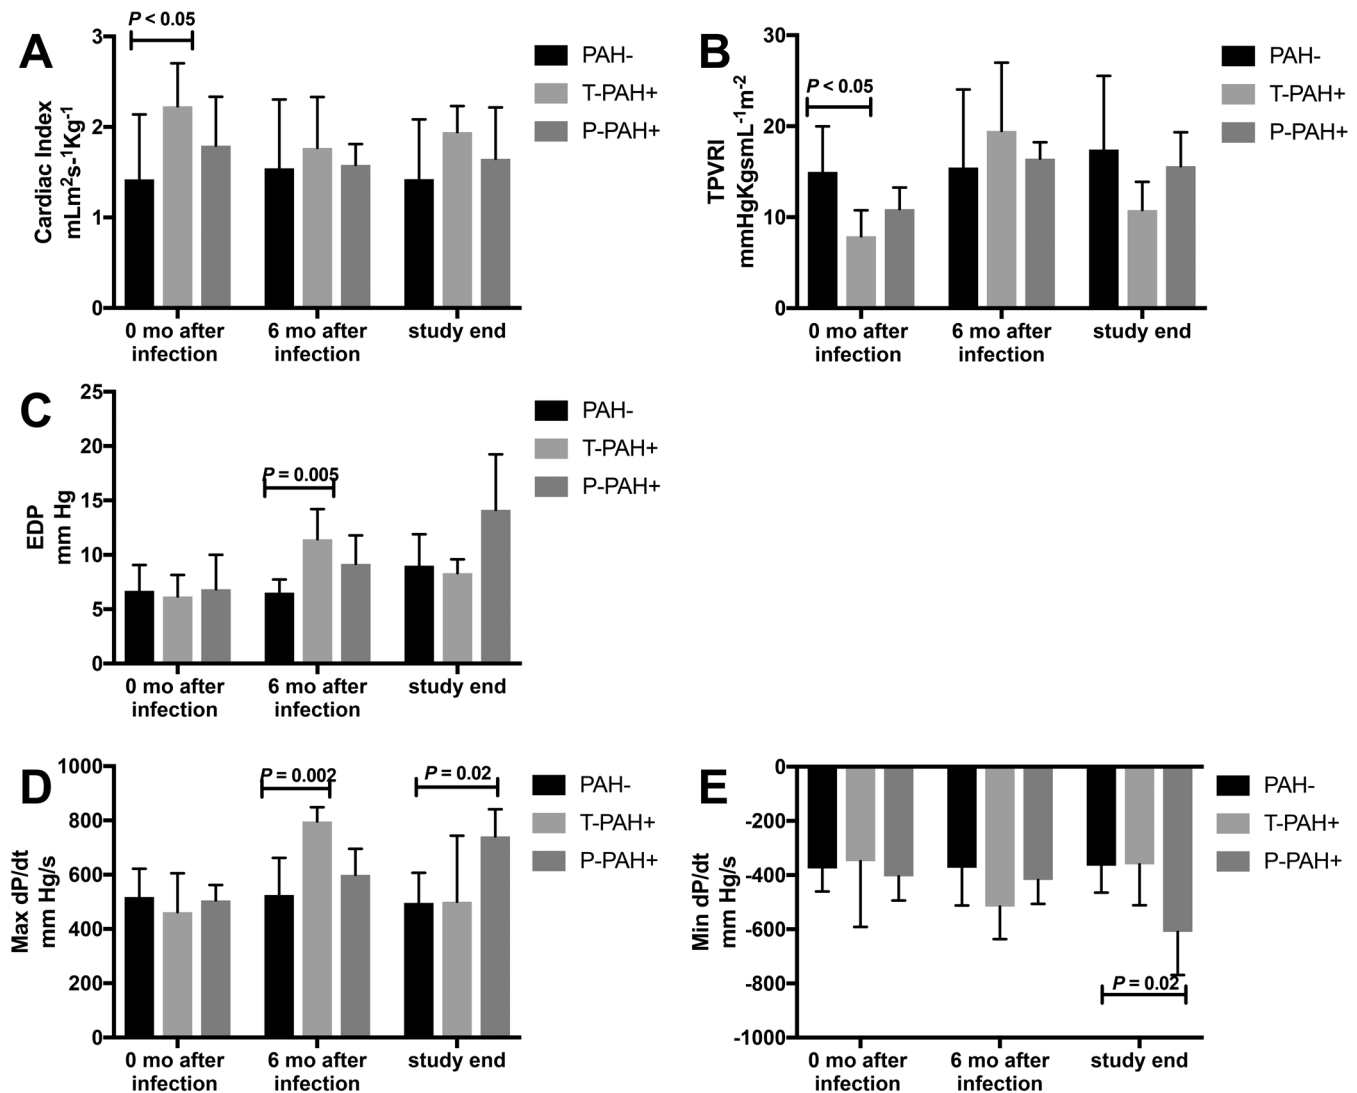 A
P < 0.05
3
2
1
0
Cardiac Index
mLm²s-¹Kg-¹
PAH-
T-PAH+
P-PAH+
0 mo after
infection
6 mo after
infection
study end
B
P < 0.05
30
20
10
0
TPVRI
mmHgKgsmL-¹m-²
PAH-
T-PAH+
P-PAH+
0 mo after
infection
6 mo after
infection
study end
C
P = 0.005
25
20
15
10
5
0
EDP
mm Hg
PAH-
T-PAH+
P-PAH+
0 mo after
infection
6 mo after
infection
study end
D
P = 0.002
P = 0.02
1000
800
600
400
200
0
Max dP/dt
mm Hg/s
PAH-
T-PAH+
P-PAH+
0 mo after
infection
6 mo after
infection
study end
E
0
-200
-400
-600
-800
-1000
Min dP/dt
mm Hg/s
PAH-
T-PAH+
P-PAH+
P = 0.02
0 mo after
infection
6 mo after
infection
study end